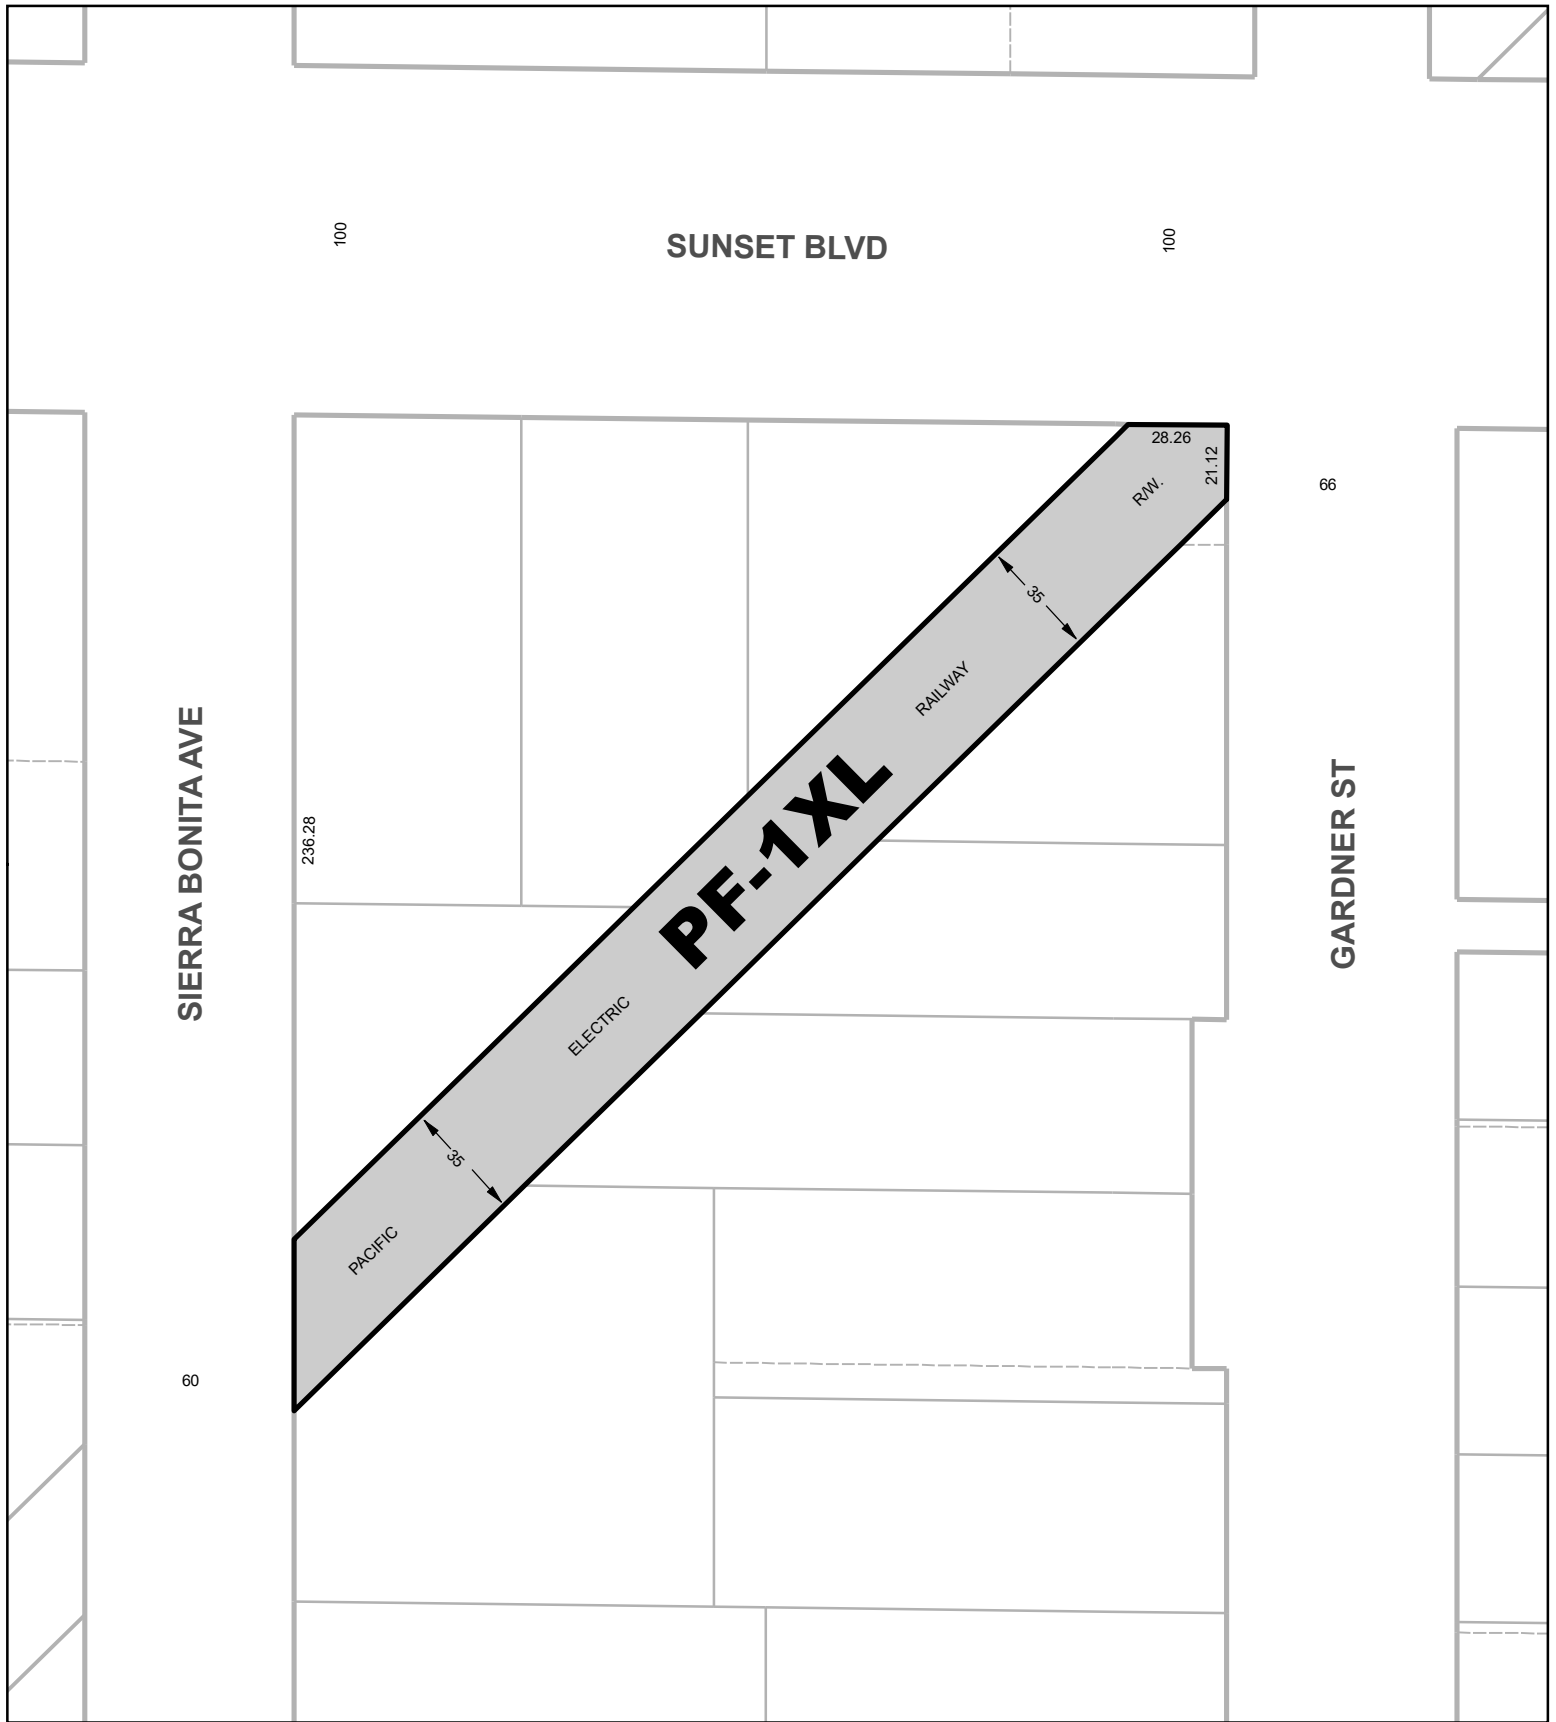 100
SUNSET BLVD
100
28.26
21.12
R/W.
66
35
RAILWAY
PF-1XL
SIERRA BONITA AVE
236.28
GARDNER ST
ELECTRIC
35
PACIFIC
60